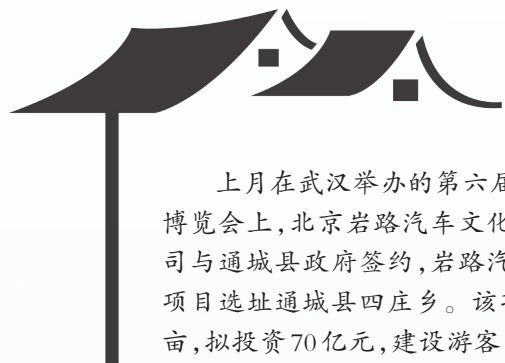 上月在武汉举办的第六届
博览会上，北京岩路汽车文化
司与通城县政府签约，岩路汽
项目选址通城县四庄乡。该
亩，拟投资70亿元，建设游客